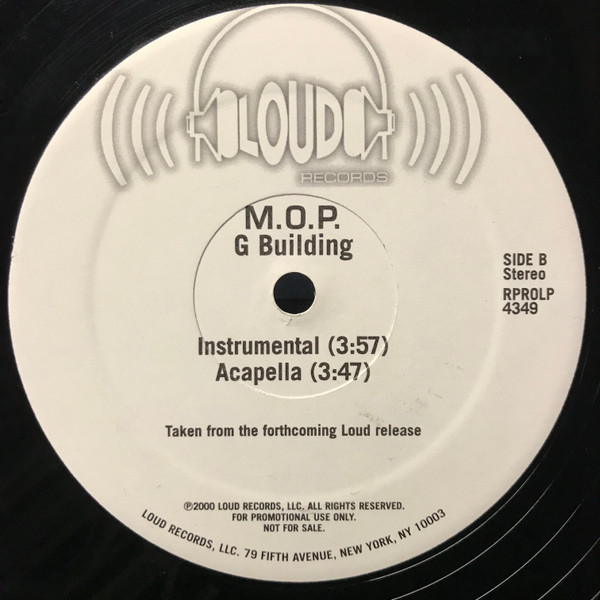 LOUD
RECORDS
M.O.P.
G Building
SIDE B
Stereo
RPROLP
4349
Instrumental (3:57)
Acapella (3:47)
Taken from the forthcoming Loud release
℗2000 LOUD RECORDS, LLC. ALL RIGHTS RESERVED.
FOR PROMOTIONAL USE ONLY.
NOT FOR SALE.
LOUD RECORDS, LLC. 79 FIFTH AVENUE, NEW YORK, NY 10003